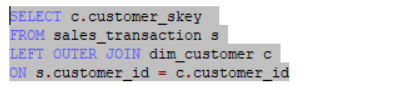 SELECT c.customer_skey
FROM sales_transaction s
LEFT OUTER JOIN dim_customer c
ON s.customer_id = c.customer_id